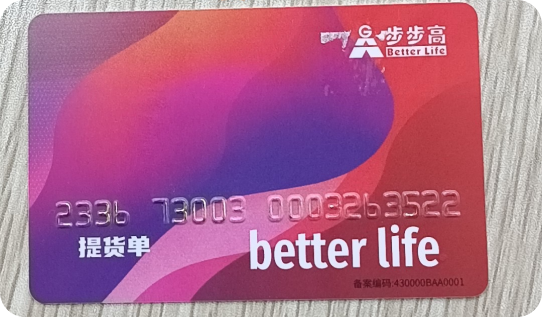 步步高
Better Life
2336 73003 0003263522
提货单
better life
备案编码:430000BAA0001